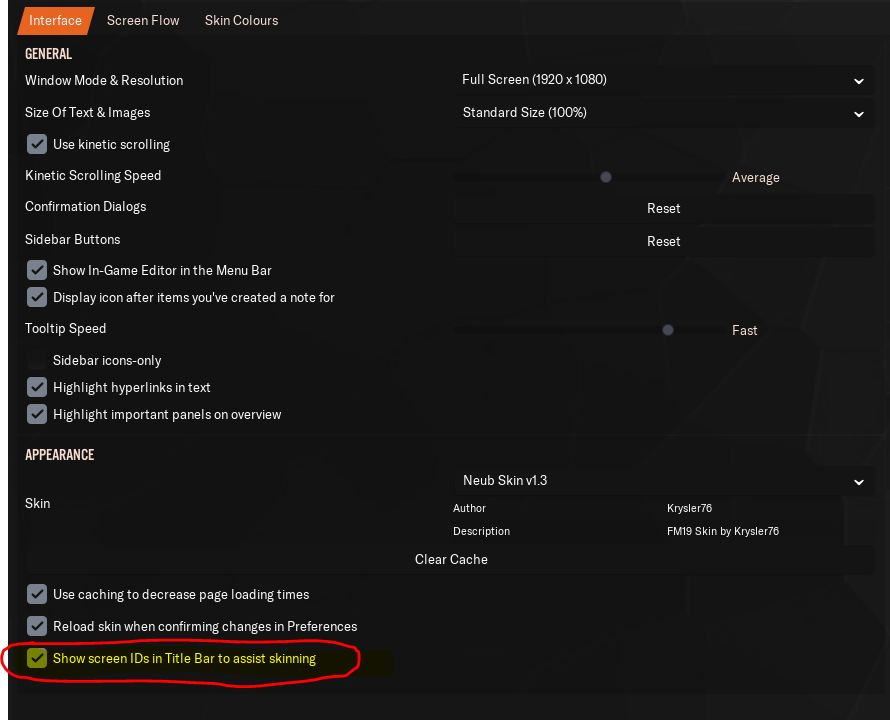 Interface Screen Flow Skin Colours
GENERAL
Window Mode & Resolution Full Screen (1920 x 1080)
Size Of Text & Images Standard Size (100%)
Use kinetic scrolling
Kinetic Scrolling Speed Average
Confirmation Dialogs Reset
Sidebar Buttons Reset
Show In-Game Editor in the Menu Bar
Display icon after items you've created a note for
Tooltip Speed Fast
Sidebar icons-only
Highlight hyperlinks in text
Highlight important panels on overview
APPEARANCE
Neub Skin v1.3
Skin
Author Krysler76
Description FM19 Skin by Krysler76
Clear Cache
Use caching to decrease page loading times
Reload skin when confirming changes in Preferences
Show screen IDs in Title Bar to assist skinning